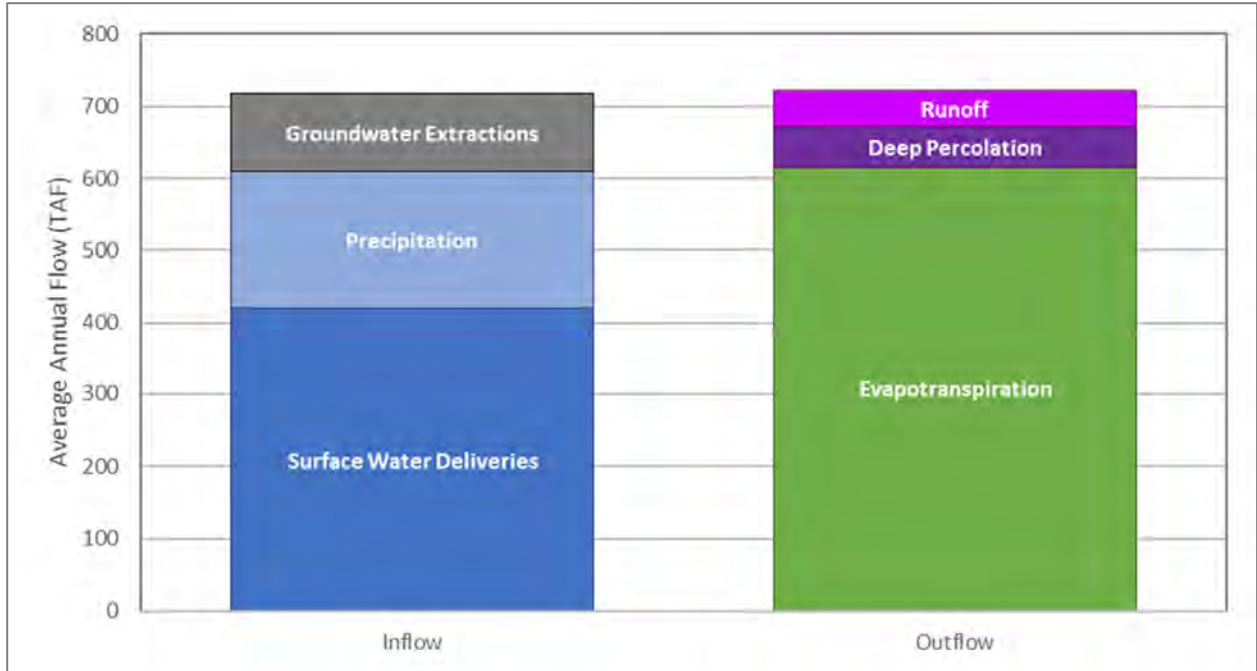 Average Annual Flow (TAF)
800
700
600
500
400
300
200
100
0
Groundwater Extractions
Precipitation
Surface Water Deliveries
Runoff
Deep Percolation
Evapotranspiration
Inflow
Outflow